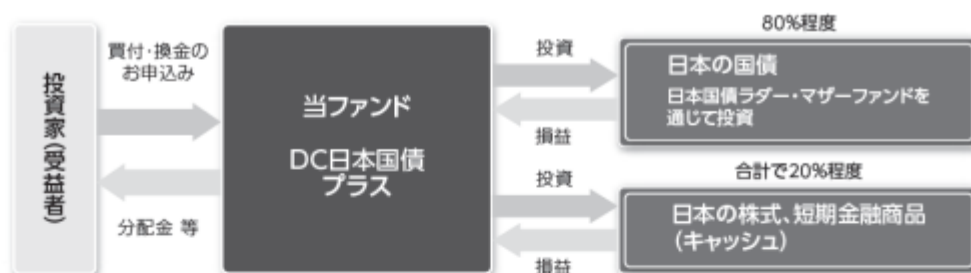 投資家(受益者)
買付・換金の
お申込み
分配金 等
当ファンド
DC日本国債
プラス
投資
損益
80%程度
日本の国債
日本国債ラダー・マザーファンドを
通じて投資
投資
損益
合計で20%程度
日本の株式、短期金融商品
(キャッシュ)